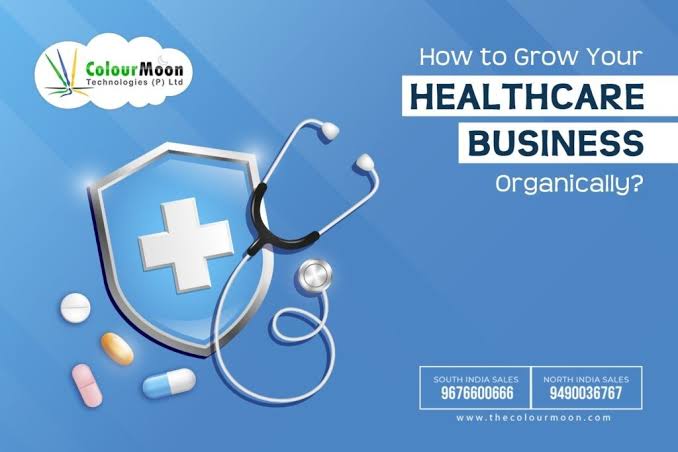 ColourMoon
Technologies (P) Ltd
How to Grow Your
HEALTHCARE
BUSINESS
Organically?
SOUTH INDIA SALES
9676600666
NORTH INDIA SALES
9490036767
www.thecolourmoon.com